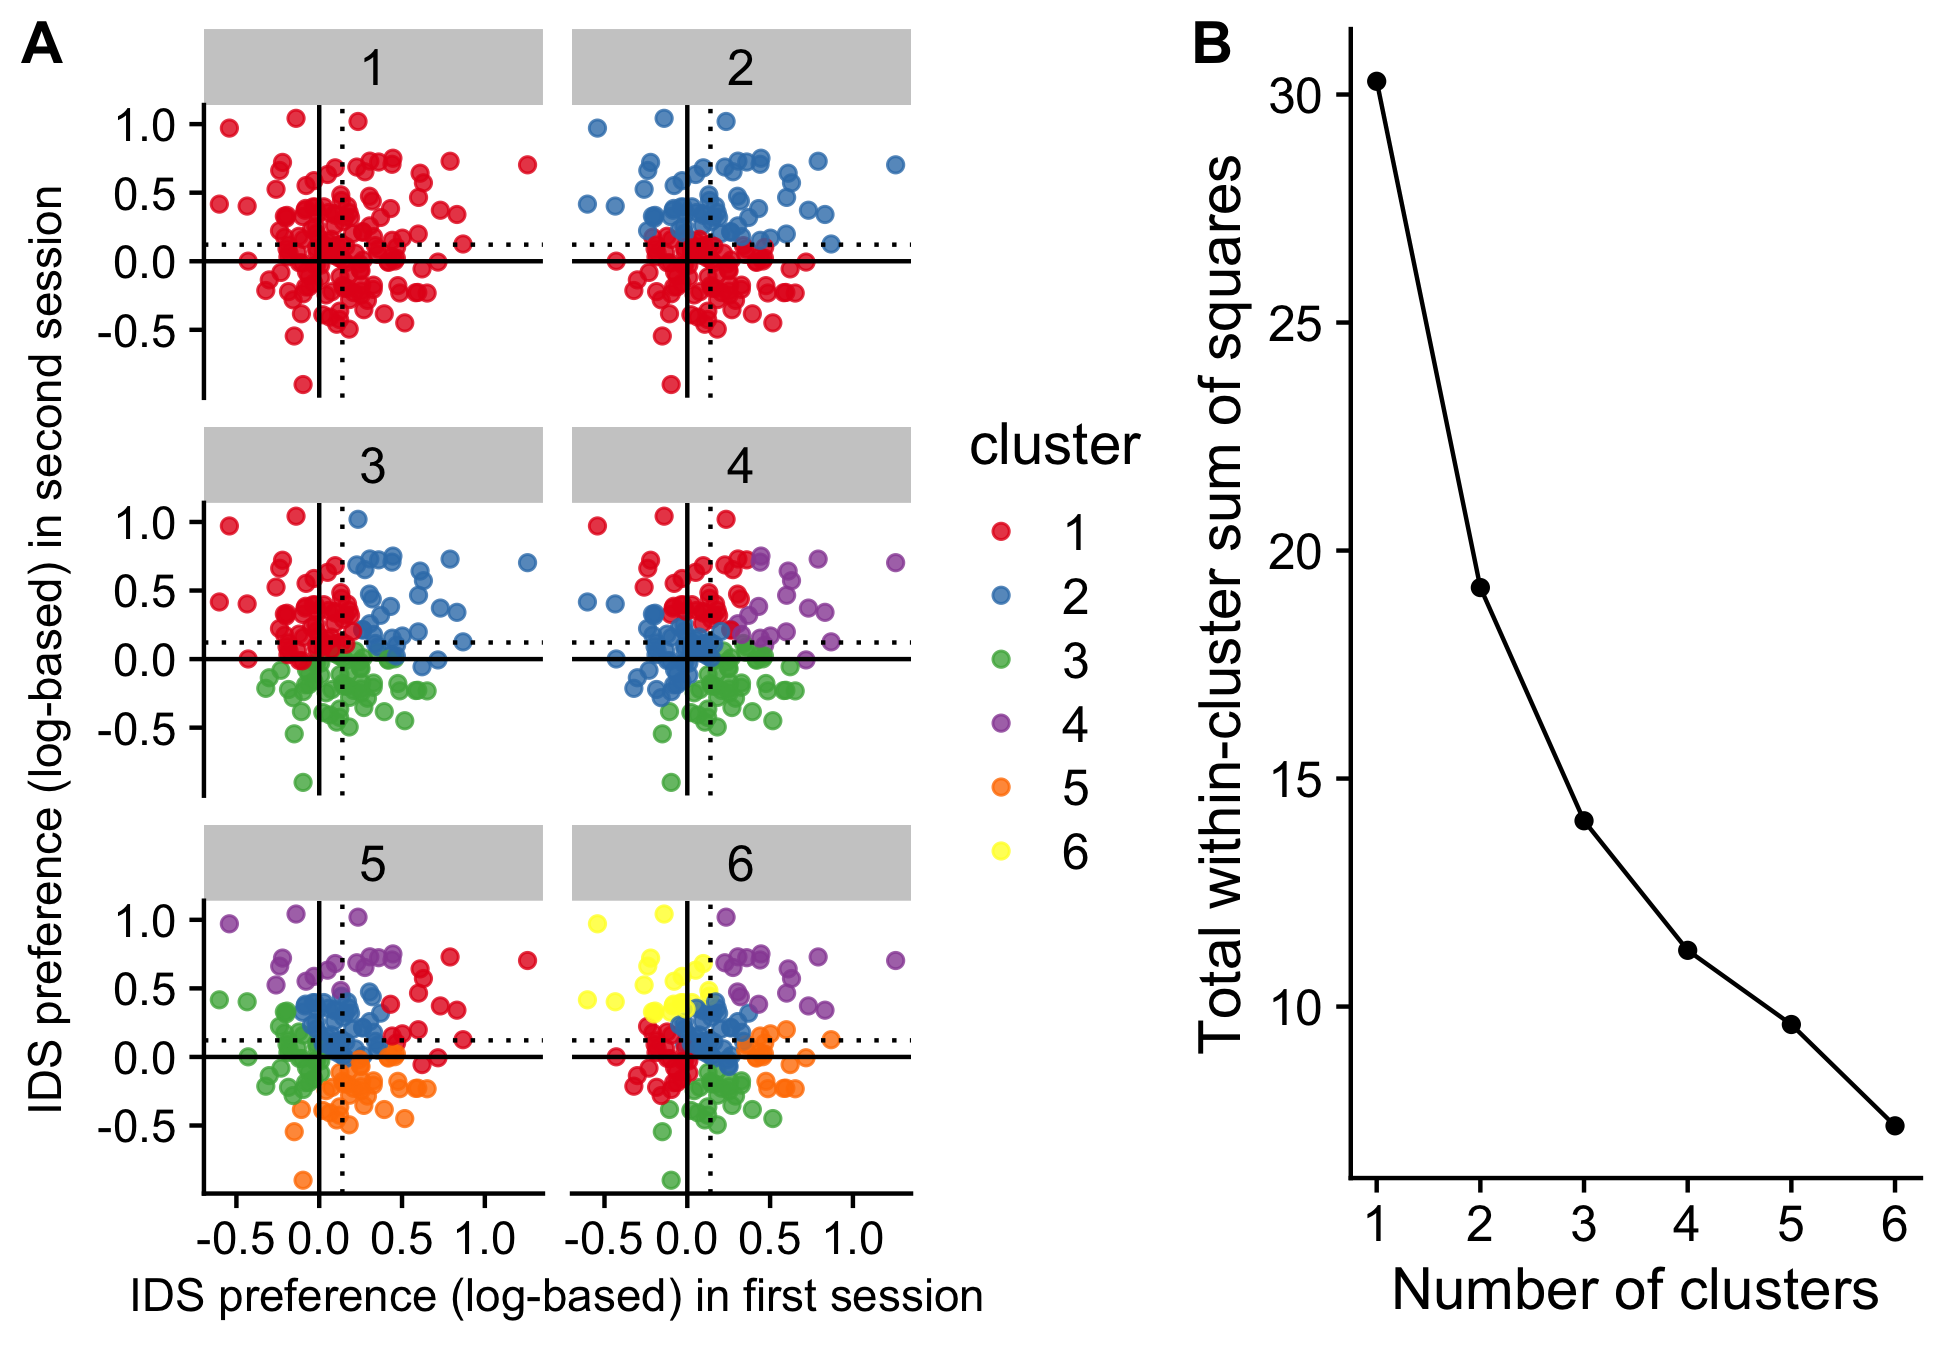 A
1
2
1.0
0.5
0.0
-0.5
3
4
1.0
0.5
0.0
-0.5
5
6
1.0
0.5
0.0
-0.5
-0.5 0.0 0.5 1.0
-0.5 0.0 0.5 1.0
IDS preference (log-based) in first session
IDS preference (log-based) in second session
cluster
1
2
3
4
5
6
B
30
25
20
15
10
1 2 3 4 5 6
Number of clusters
Total within-cluster sum of squares